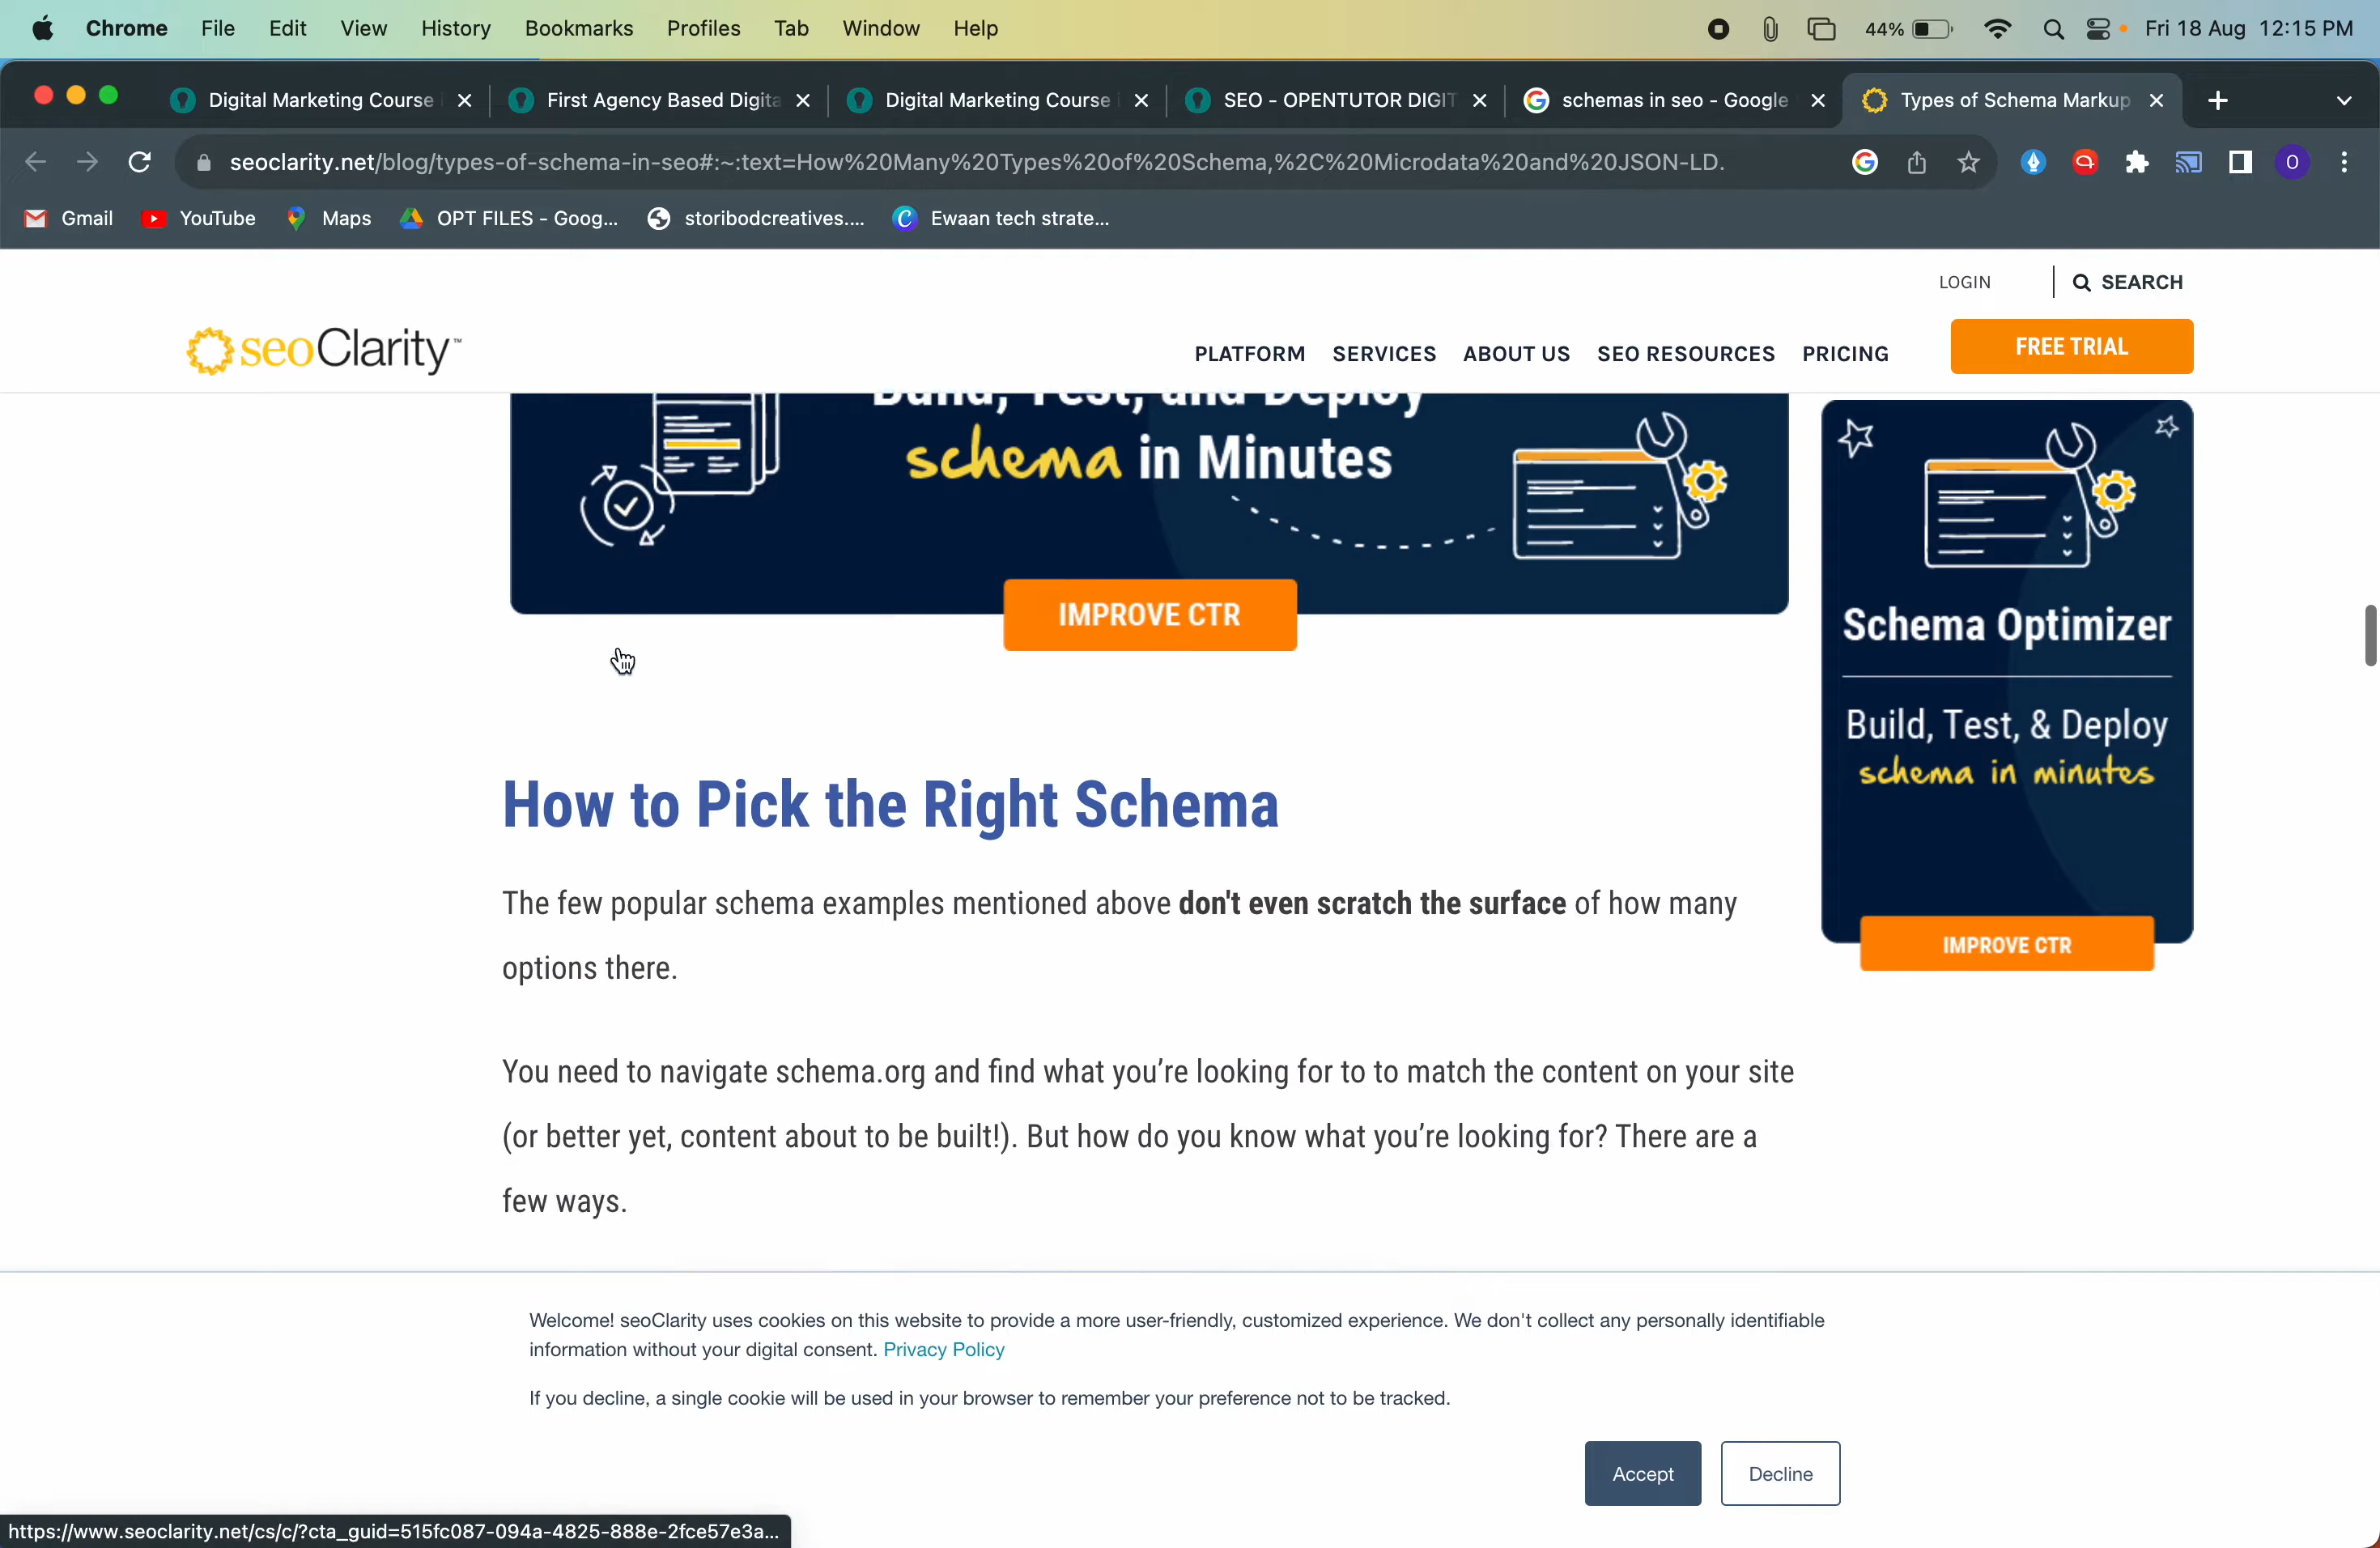 Chrome File Edit View History Bookmarks Profiles Tab Window Help 44% Fri 18 Aug 12:15 PM
Digital Marketing Course First Agency Based Digita Digital Marketing Course SEO - OPENTUTOR DIGIT schemas in seo - Google Types of Schema Markup
seoclarity.net/blog/types-of-schema-in-seo#:~:text=How%20Many%20Types%20of%20Schema,%2C%20Microdata%20and%20JSON-LD. O
Gmail YouTube Maps OPT FILES - Goog... storibodcreatives.... Ewaan tech strate...
LOGIN SEARCH
seoClarity™ PLATFORM SERVICES ABOUT US SEO RESOURCES PRICING FREE TRIAL
Build, Test, and Deploy
schema in Minutes
IMPROVE CTR
Schema Optimizer
Build, Test, & Deploy
schema in minutes
IMPROVE CTR
How to Pick the Right Schema
The few popular schema examples mentioned above don't even scratch the surface of how many
options there.
You need to navigate schema.org and find what you're looking for to to match the content on your site
(or better yet, content about to be built!). But how do you know what you're looking for? There are a
few ways.
Welcome! seoClarity uses cookies on this website to provide a more user-friendly, customized experience. We don't collect any personally identifiable
information without your digital consent. Privacy Policy
If you decline, a single cookie will be used in your browser to remember your preference not to be tracked.
Accept Decline
https://www.seoclarity.net/cs/c/?cta_guid=515fc087-094a-4825-888e-2fce57e3a...